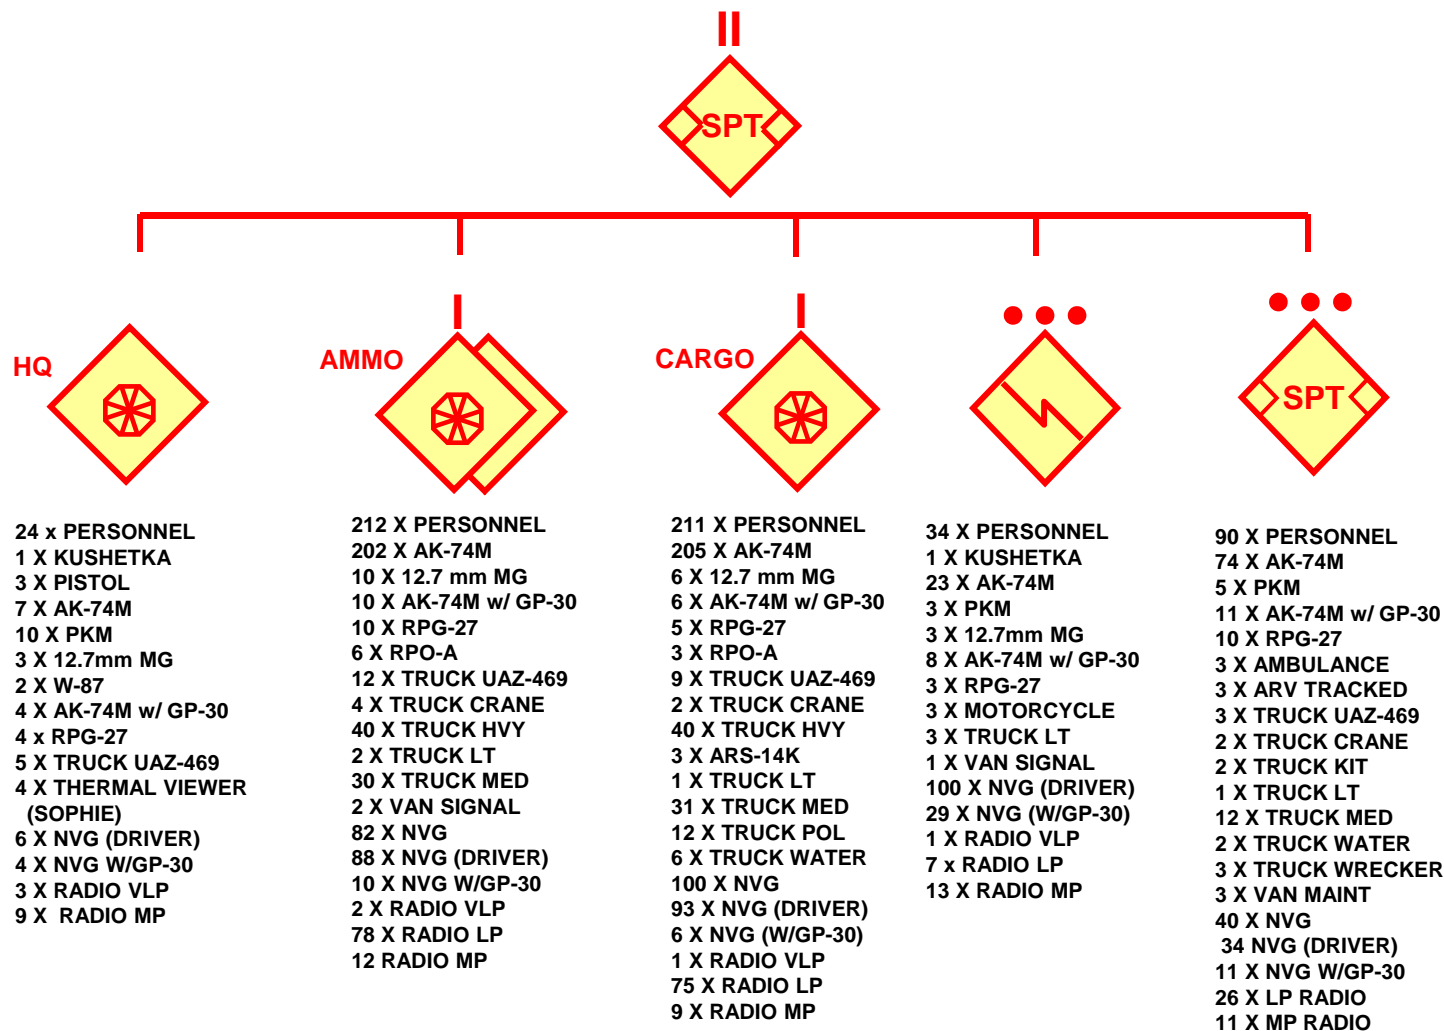 SPT
HQ
24 x PERSONNEL
1 X KUSHETKA
3 X PISTOL
7 X AK-74M
10 X PKM
3 X 12.7mm MG
2 X W-87
4 X AK-74M w/ GP-30
4 x RPG-27
5 X TRUCK UAZ-469
4 X THERMAL VIEWER
(SOPHIE)
6 X NVG (DRIVER)
4 X NVG W/GP-30
3 X RADIO VLP
9 X RADIO MP
I
AMMO
212 X PERSONNEL
202 X AK-74M
10 X 12.7 mm MG
10 X AK-74M w/ GP-30
10 X RPG-27
6 X RPO-A
12 X TRUCK UAZ-469
4 X TRUCK CRANE
40 X TRUCK HVY
2 X TRUCK LT
30 X TRUCK MED
2 X VAN SIGNAL
82 X NVG
88 X NVG (DRIVER)
10 X NVG W/GP-30
2 X RADIO VLP
78 X RADIO LP
12 RADIO MP
I
CARGO
211 X PERSONNEL
205 X AK-74M
6 X 12.7 mm MG
6 X AK-74M w/ GP-30
5 X RPG-27
3 X RPO-A
9 X TRUCK UAZ-469
2 X TRUCK CRANE
40 X TRUCK HVY
3 X ARS-14K
1 X TRUCK LT
31 X TRUCK MED
12 X TRUCK POL
6 X TRUCK WATER
100 X NVG
93 X NVG (DRIVER)
6 X NVG (W/GP-30)
1 X RADIO VLP
75 X RADIO LP
9 X RADIO MP
34 X PERSONNEL
1 X KUSHETKA
23 X AK-74M
3 X PKM
3 X 12.7mm MG
8 X AK-74M w/ GP-30
3 X RPG-27
3 X MOTORCYCLE
3 X TRUCK LT
1 X VAN SIGNAL
100 X NVG (DRIVER)
29 X NVG (W/GP-30)
1 X RADIO VLP
7 x RADIO LP
13 X RADIO MP
SPT
90 X PERSONNEL
74 X AK-74M
5 X PKM
11 X AK-74M w/ GP-30
10 X RPG-27
3 X AMBULANCE
3 X ARV TRACKED
3 X TRUCK UAZ-469
2 X TRUCK CRANE
2 X TRUCK KIT
1 X TRUCK LT
12 X TRUCK MED
2 X TRUCK WATER
3 X TRUCK WRECKER
3 X VAN MAINT
40 X NVG
34 NVG (DRIVER)
11 X NVG W/GP-30
26 X LP RADIO
11 X MP RADIO